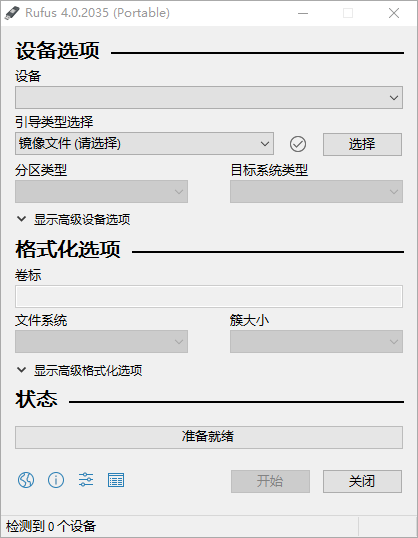 Rufus 4.0.2035 (Portable)
设备选项
设备
引导类型选择
镜像文件 (请选择)
选择
分区类型
目标系统类型
显示高级设备选项
格式化选项
卷标
文件系统
簇大小
显示高级格式化选项
状态
准备就绪
开始
关闭
检测到 0 个设备